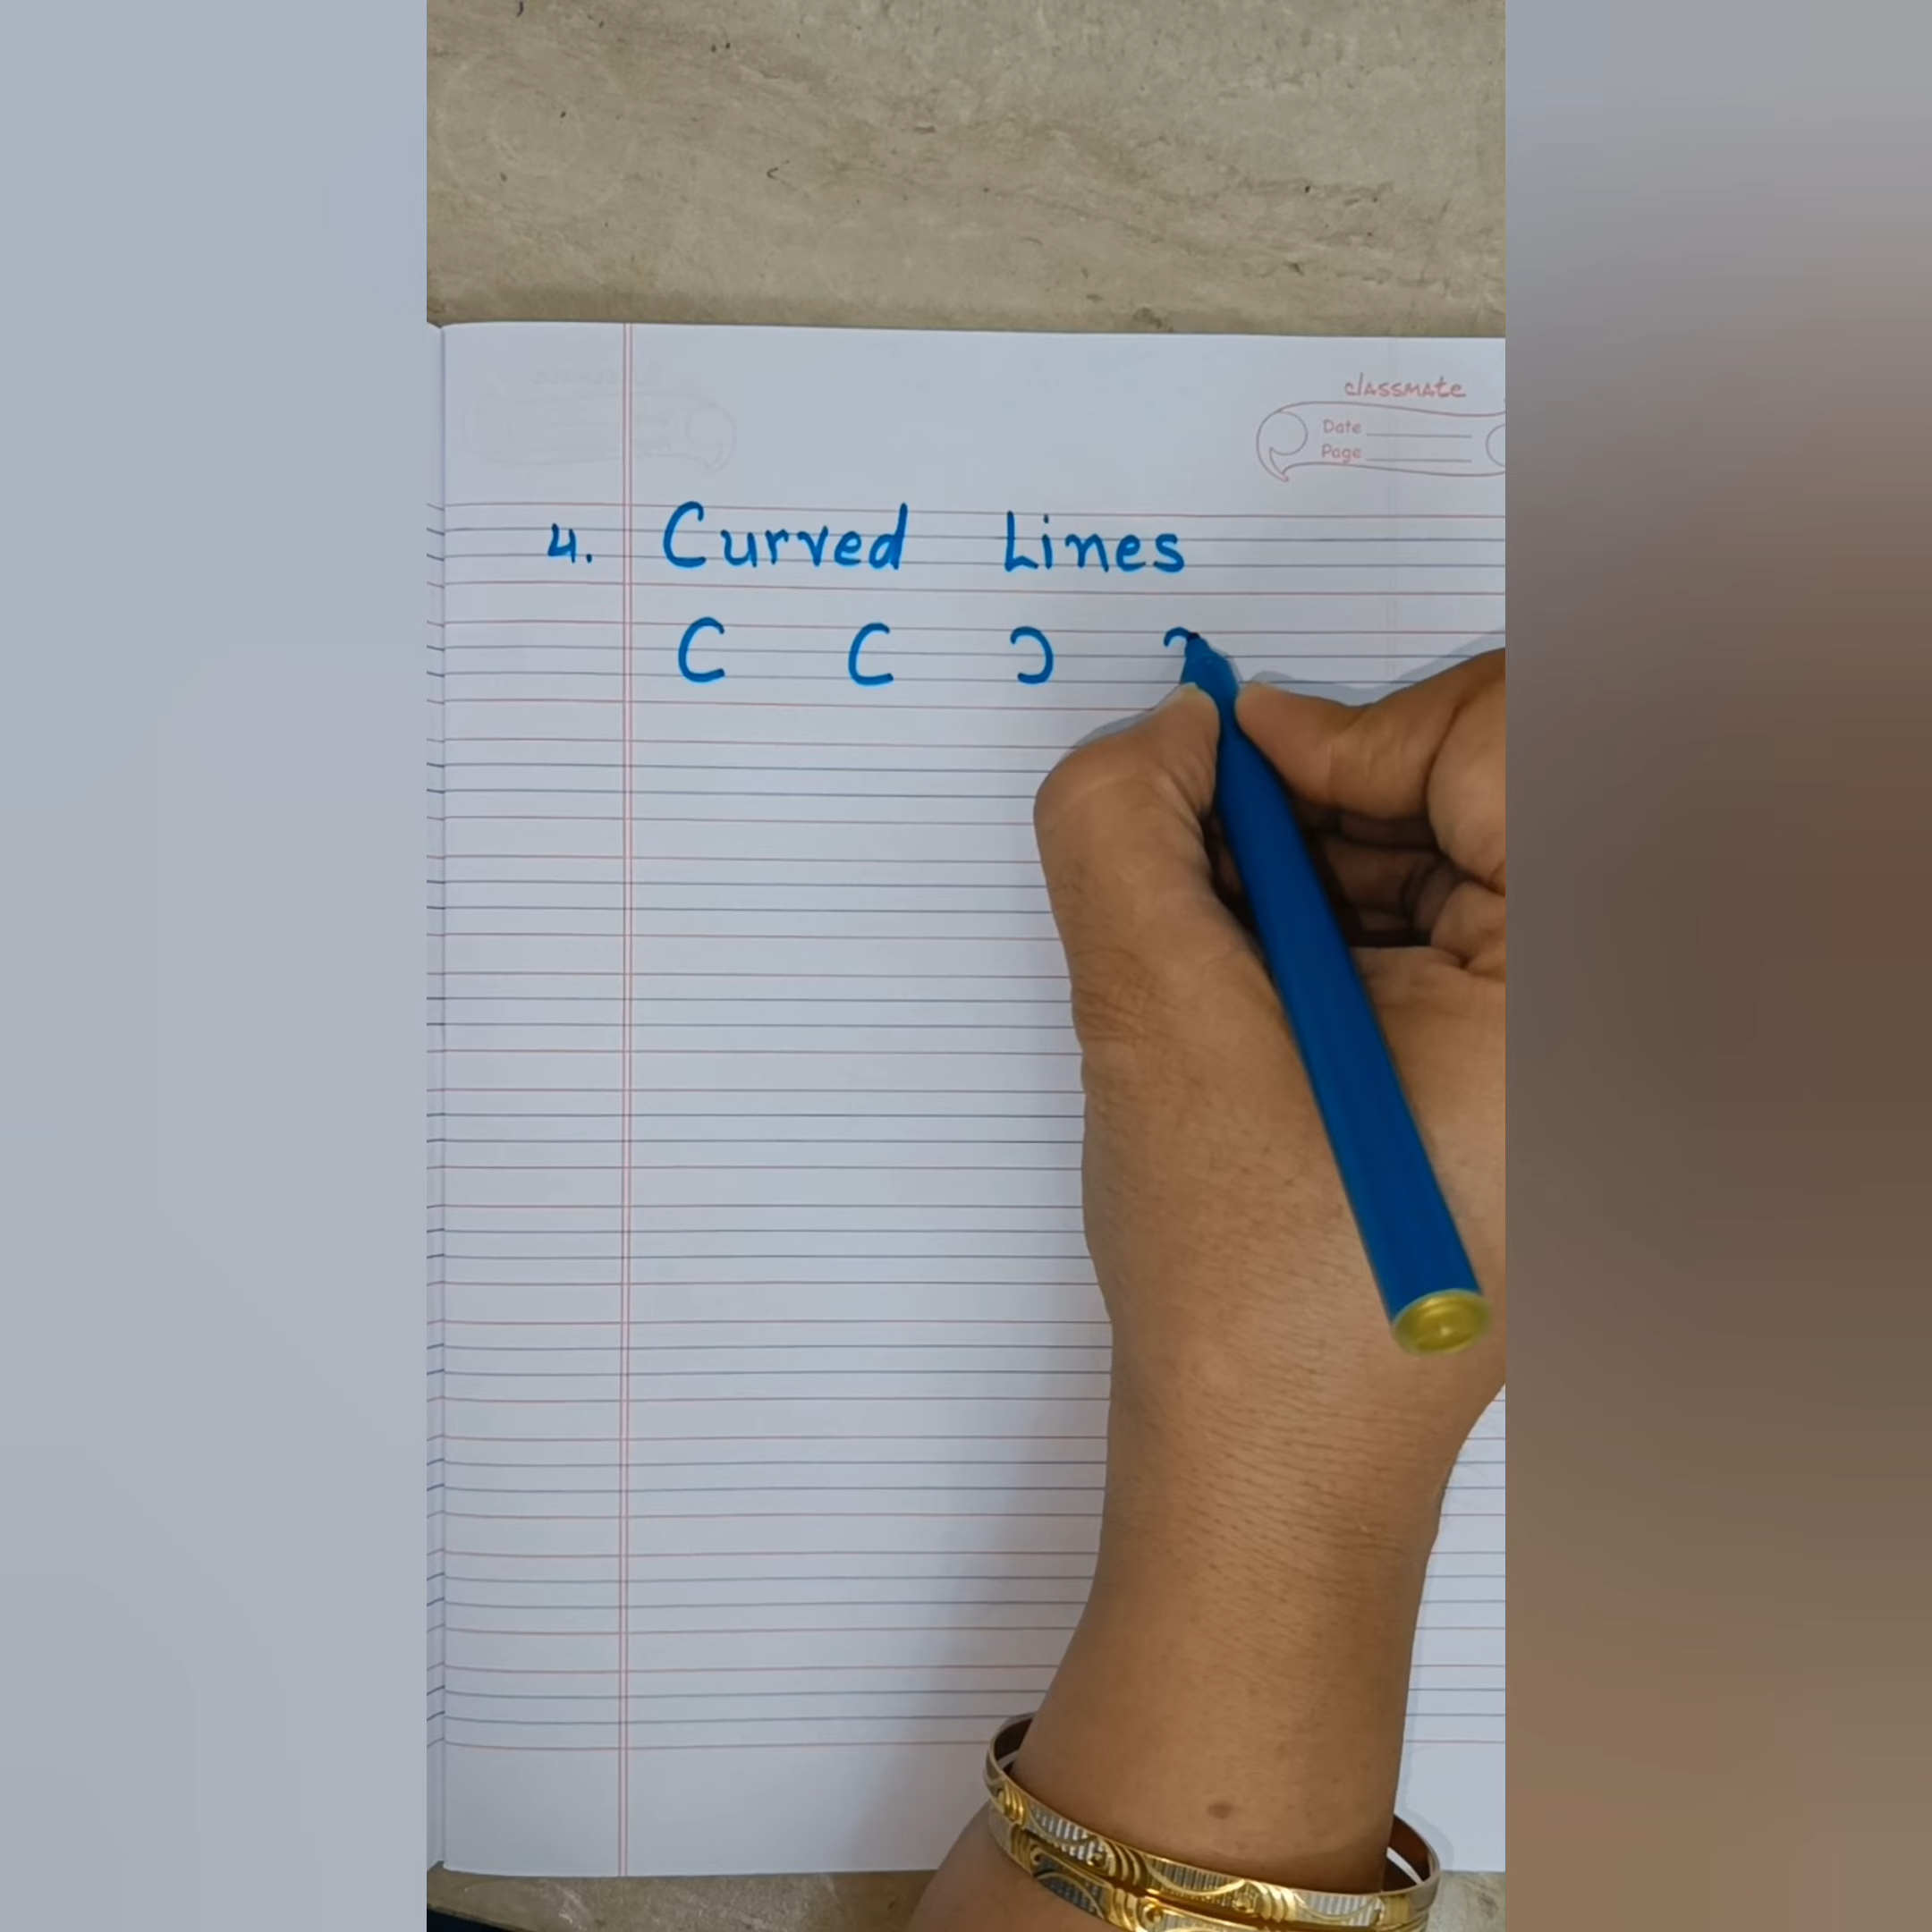 classmate
Date
Page
4. Curved Lines
C C Ɔ